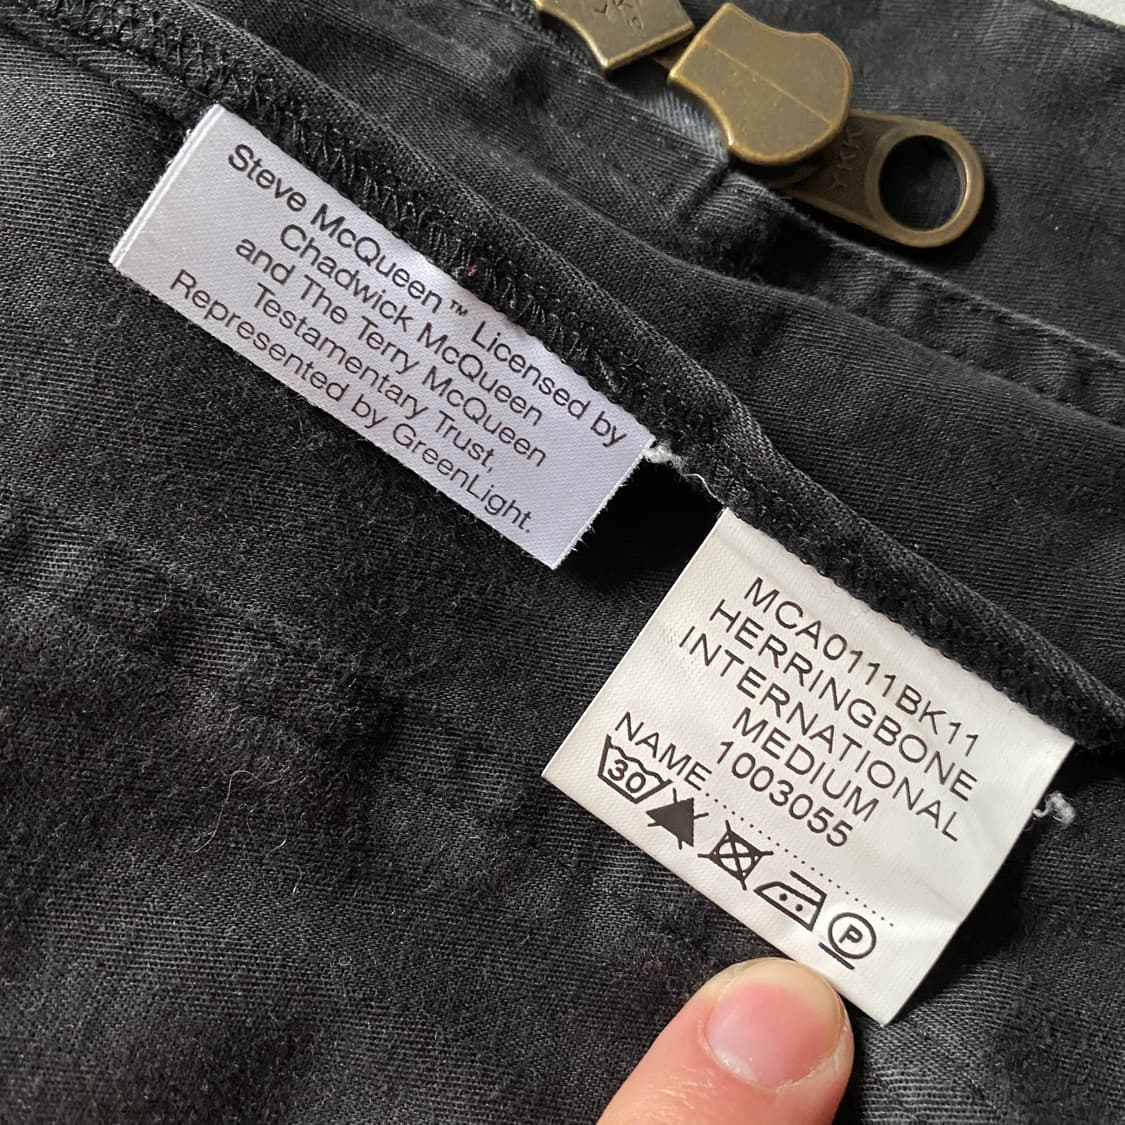 YKK
Steve McQueen™ Licensed by
Chadwick McQueen
and The Terry McQueen
Testamentary Trust,
Represented by GreenLight.
MCA0111BK11
HERRINGBONE
INTERNATIONAL
MEDIUM
1003055
NAME........................
30
P